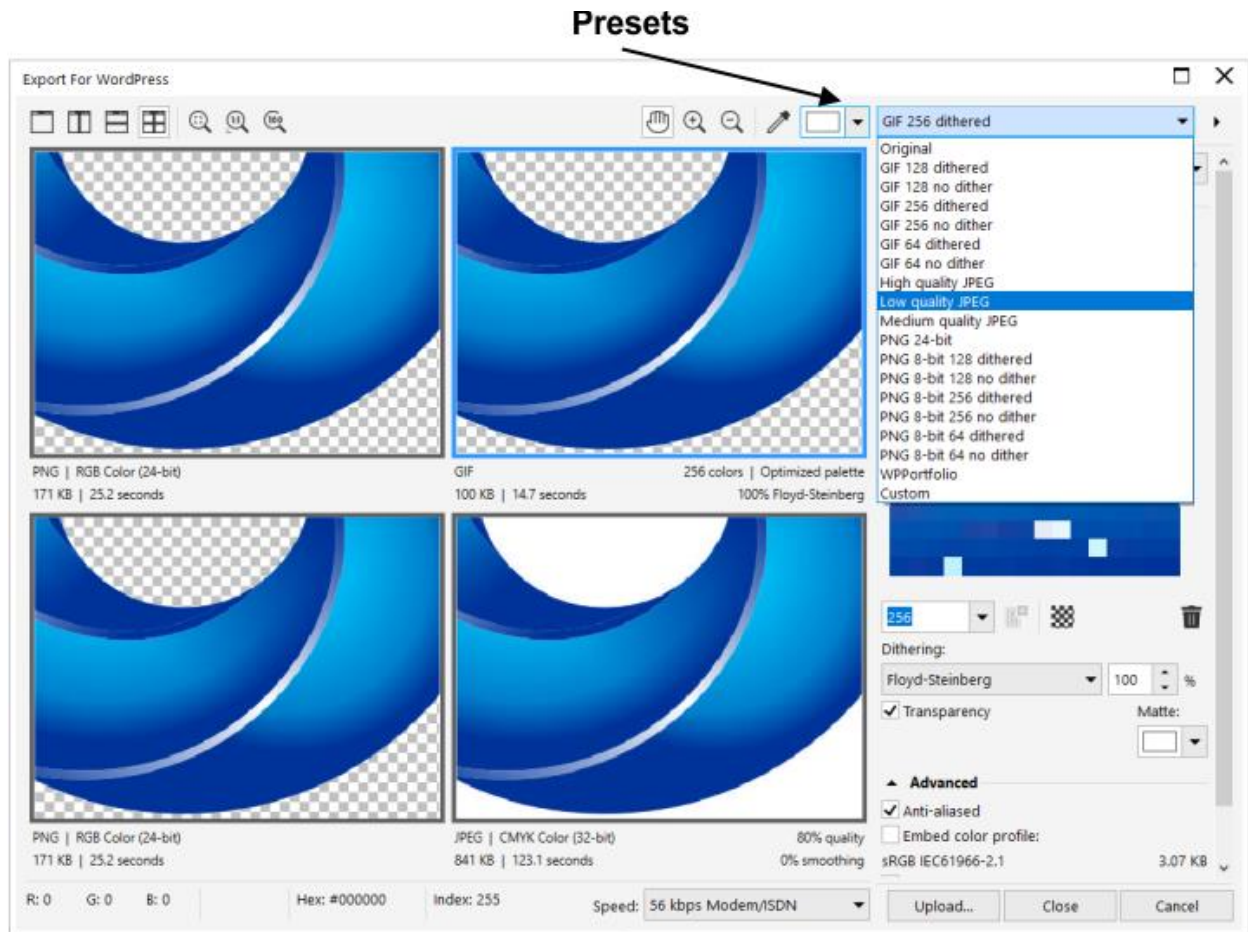 Presets
Export For WordPress
GIF 256 dithered
Original
GIF 128 dithered
GIF 128 no dither
GIF 256 dithered
GIF 256 no dither
GIF 64 dithered
GIF 64 no dither
High quality JPEG
Low quality JPEG
Medium quality JPEG
PNG 24-bit
PNG 8-bit 128 dithered
PNG 8-bit 128 no dither
PNG 8-bit 256 dithered
PNG 8-bit 256 no dither
PNG 8-bit 64 dithered
PNG 8-bit 64 no dither
WPPortfolio
Custom
PNG | RGB Color (24-bit)
171 KB | 25.2 seconds
GIF 256 colors | Optimized palette
100 KB | 14.7 seconds 100% Floyd-Steinberg
256
Dithering:
Floyd-Steinberg 100 %
Transparency Matte:
Advanced
Anti-aliased
Embed color profile:
sRGB IEC61966-2.1 3.07 KB
PNG | RGB Color (24-bit)
171 KB | 25.2 seconds
JPEG | CMYK Color (32-bit) 80% quality
841 KB | 123.1 seconds 0% smoothing
R: 0 G: 0 B: 0 Hex: #000000 Index: 255 Speed: 56 kbps Modem/ISDN Upload... Close Cancel